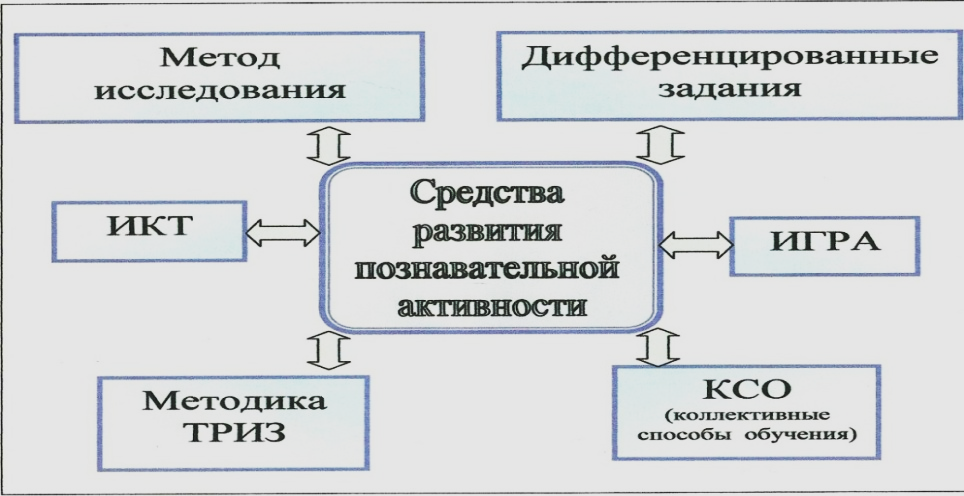 Метод
исследования
Дифференцированные
задания
ИКТ
Средства
развития
познавательной
активности
ИГРА
Методика
ТРИЗ
КСО
(коллективные
способы обучения)